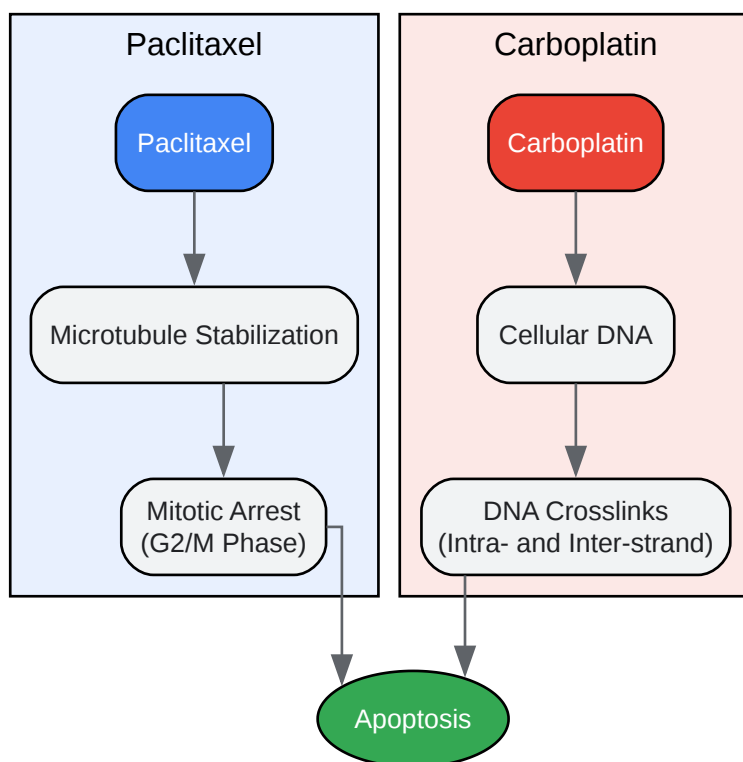 Paclitaxel
Carboplatin
Paclitaxel
Carboplatin
Microtubule Stabilization
Cellular DNA
Mitotic Arrest
(G2/M Phase)
DNA Crosslinks
(Intra- and Inter-strand)
Apoptosis